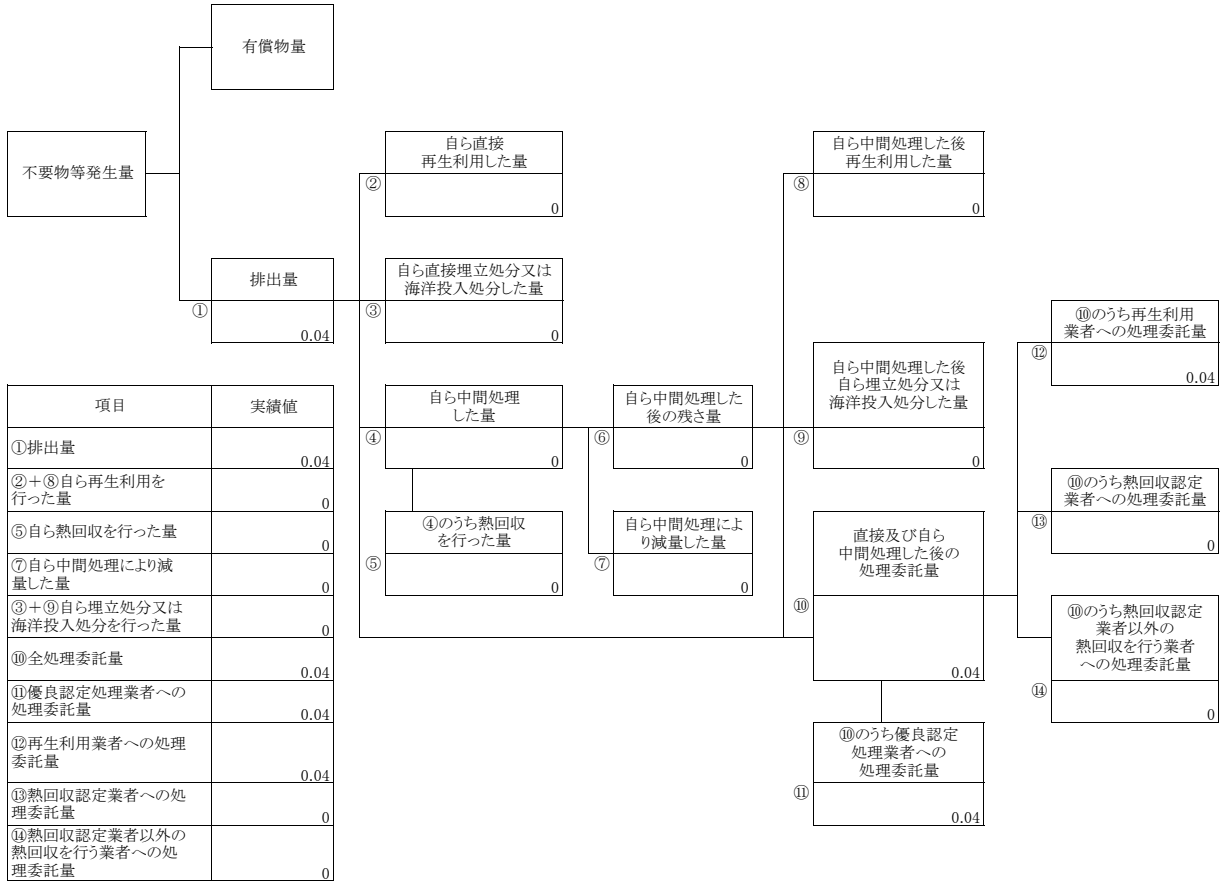 有償物量
不要物等発生量
自ら直接
再生利用した量
②
0
自ら中間処理した後
再生利用した量
⑧
0
排出量
①
0.04
自ら直接埋立処分又は
海洋投入処分した量
③
0
⑩のうち再生利用
業者への処理委託量
⑫
0.04
自ら中間処理
した量
④
0
自ら中間処理した
後の残さ量
⑥
0
自ら中間処理した後
自ら埋立処分又は
海洋投入処分した量
⑨
0
⑩のうち熱回収認定
業者への処理委託量
⑬
0
④のうち熱回収
を行った量
⑤
0
自ら中間処理によ
り減量した量
⑦
0
直接及び自ら
中間処理した後の
処理委託量
⑩
0.04
⑩のうち熱回収認定
業者以外の
熱回収を行う業者
への処理委託量
⑭
0
⑩のうち優良認定
処理業者への
処理委託量
⑪
0.04
項目 実績値
①排出量
0.04
②＋⑧自ら再生利用を
行った量
0
⑤自ら熱回収を行った量
0
⑦自ら中間処理により減
量した量
0
③＋⑨自ら埋立処分又は
海洋投入処分を行った量
0
⑩全処理委託量
0.04
⑪優良認定処理業者への
処理委託量
0.04
⑫再生利用業者への処理
委託量
0.04
⑬熱回収認定業者への処
理委託量
0
⑭熱回収認定業者以外の
熱回収を行う業者への処
理委託量
0